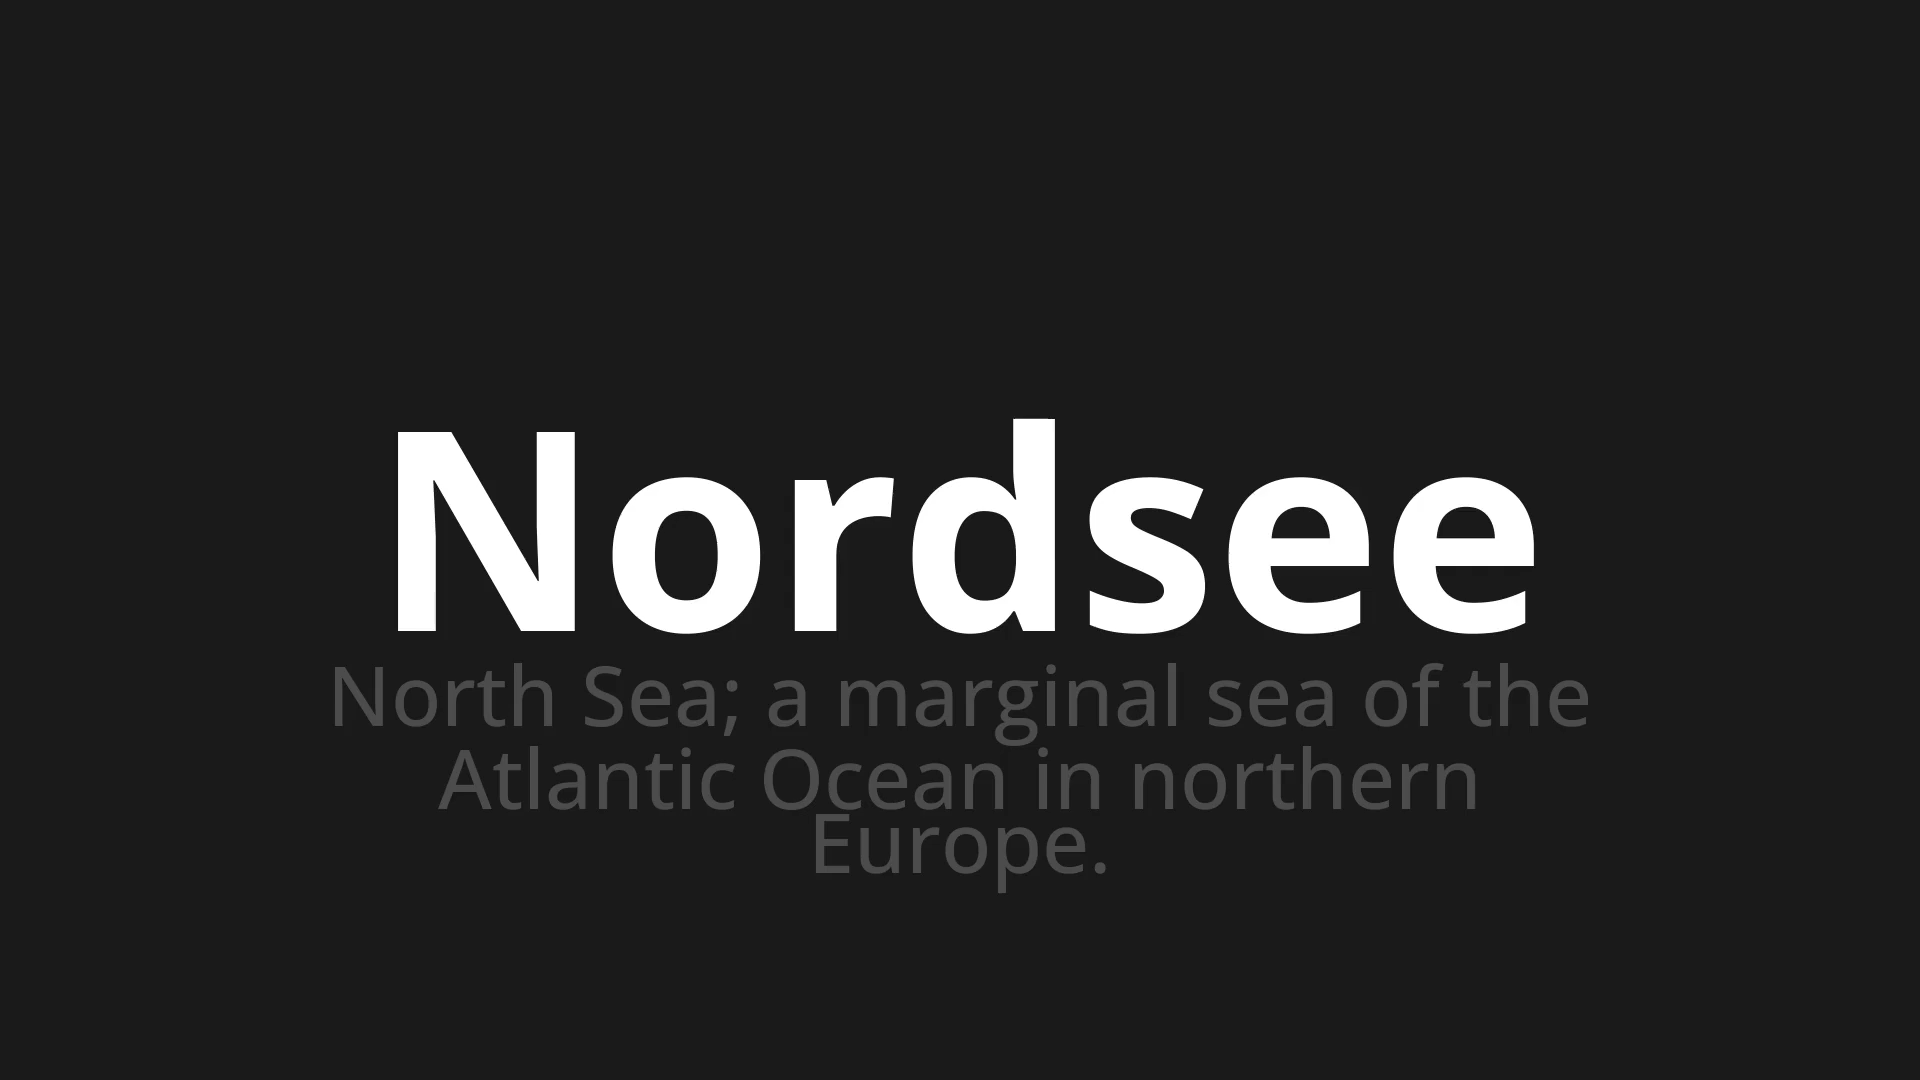 Nordsee
North Sea; a marginal sea of the
Atlantic Ocean in northern
Europe.